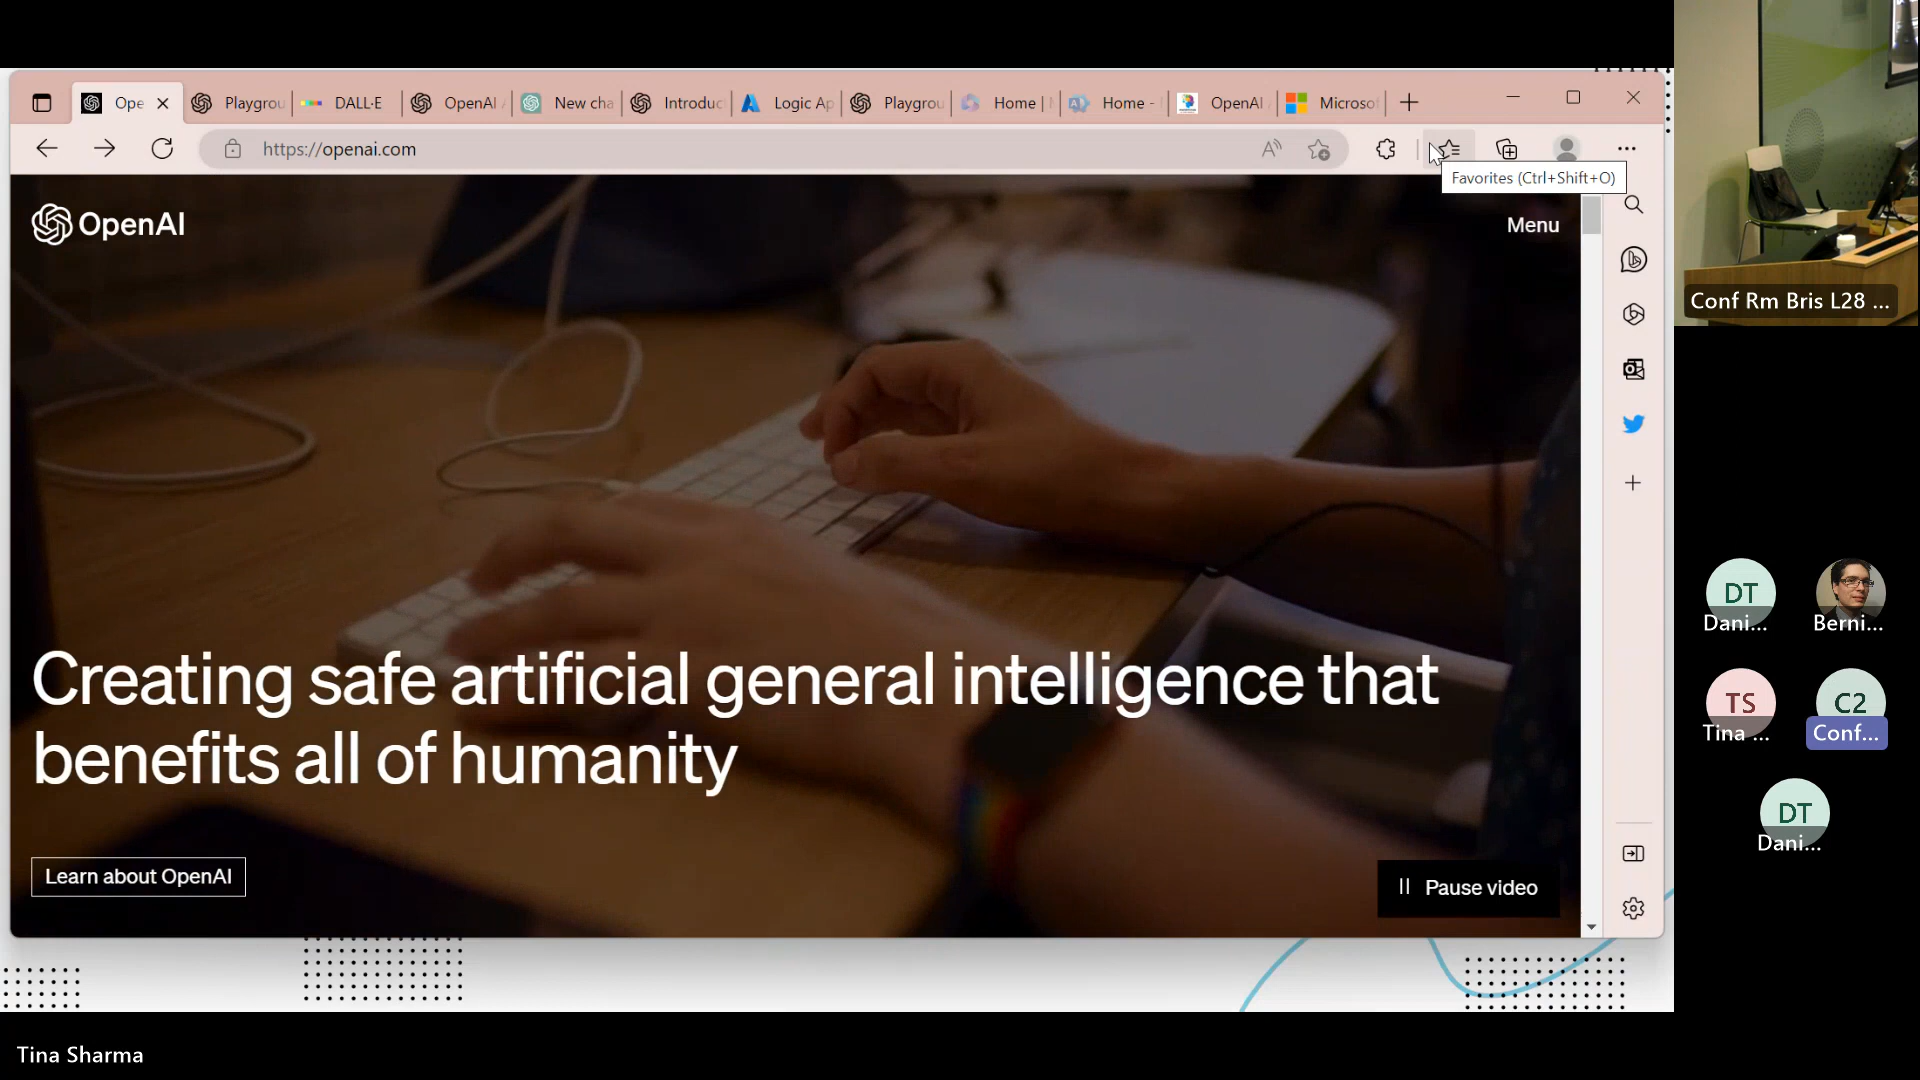 Ope
Playgrou
DALL·E
OpenAI
New cha
Introduc
Logic Ap
Playgrou
Home |
Home -
OpenAI
Microsof
https://openai.com
Favorites (Ctrl+Shift+O)
OpenAI
Menu
Creating safe artificial general intelligence that
benefits all of humanity
Learn about OpenAI
Pause video
Conf Rm Bris L28 ...
DT
Dani...
Berni...
TS
Tina ...
C2
Conf...
DT
Dani...
Tina Sharma